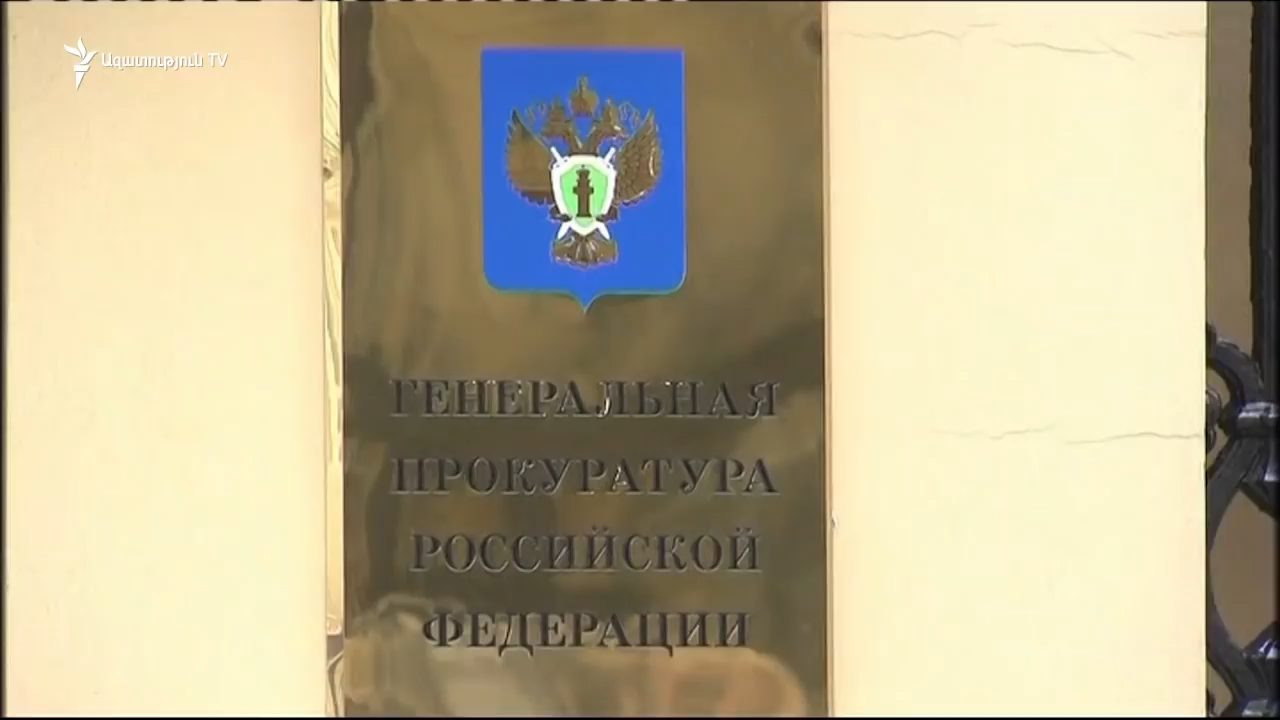 Ազատություն TV
ГЕНЕРАЛЬНАЯ
ПРОКУРАТУРА
РОССИЙСКОЙ
ФЕДЕРАЦИИ